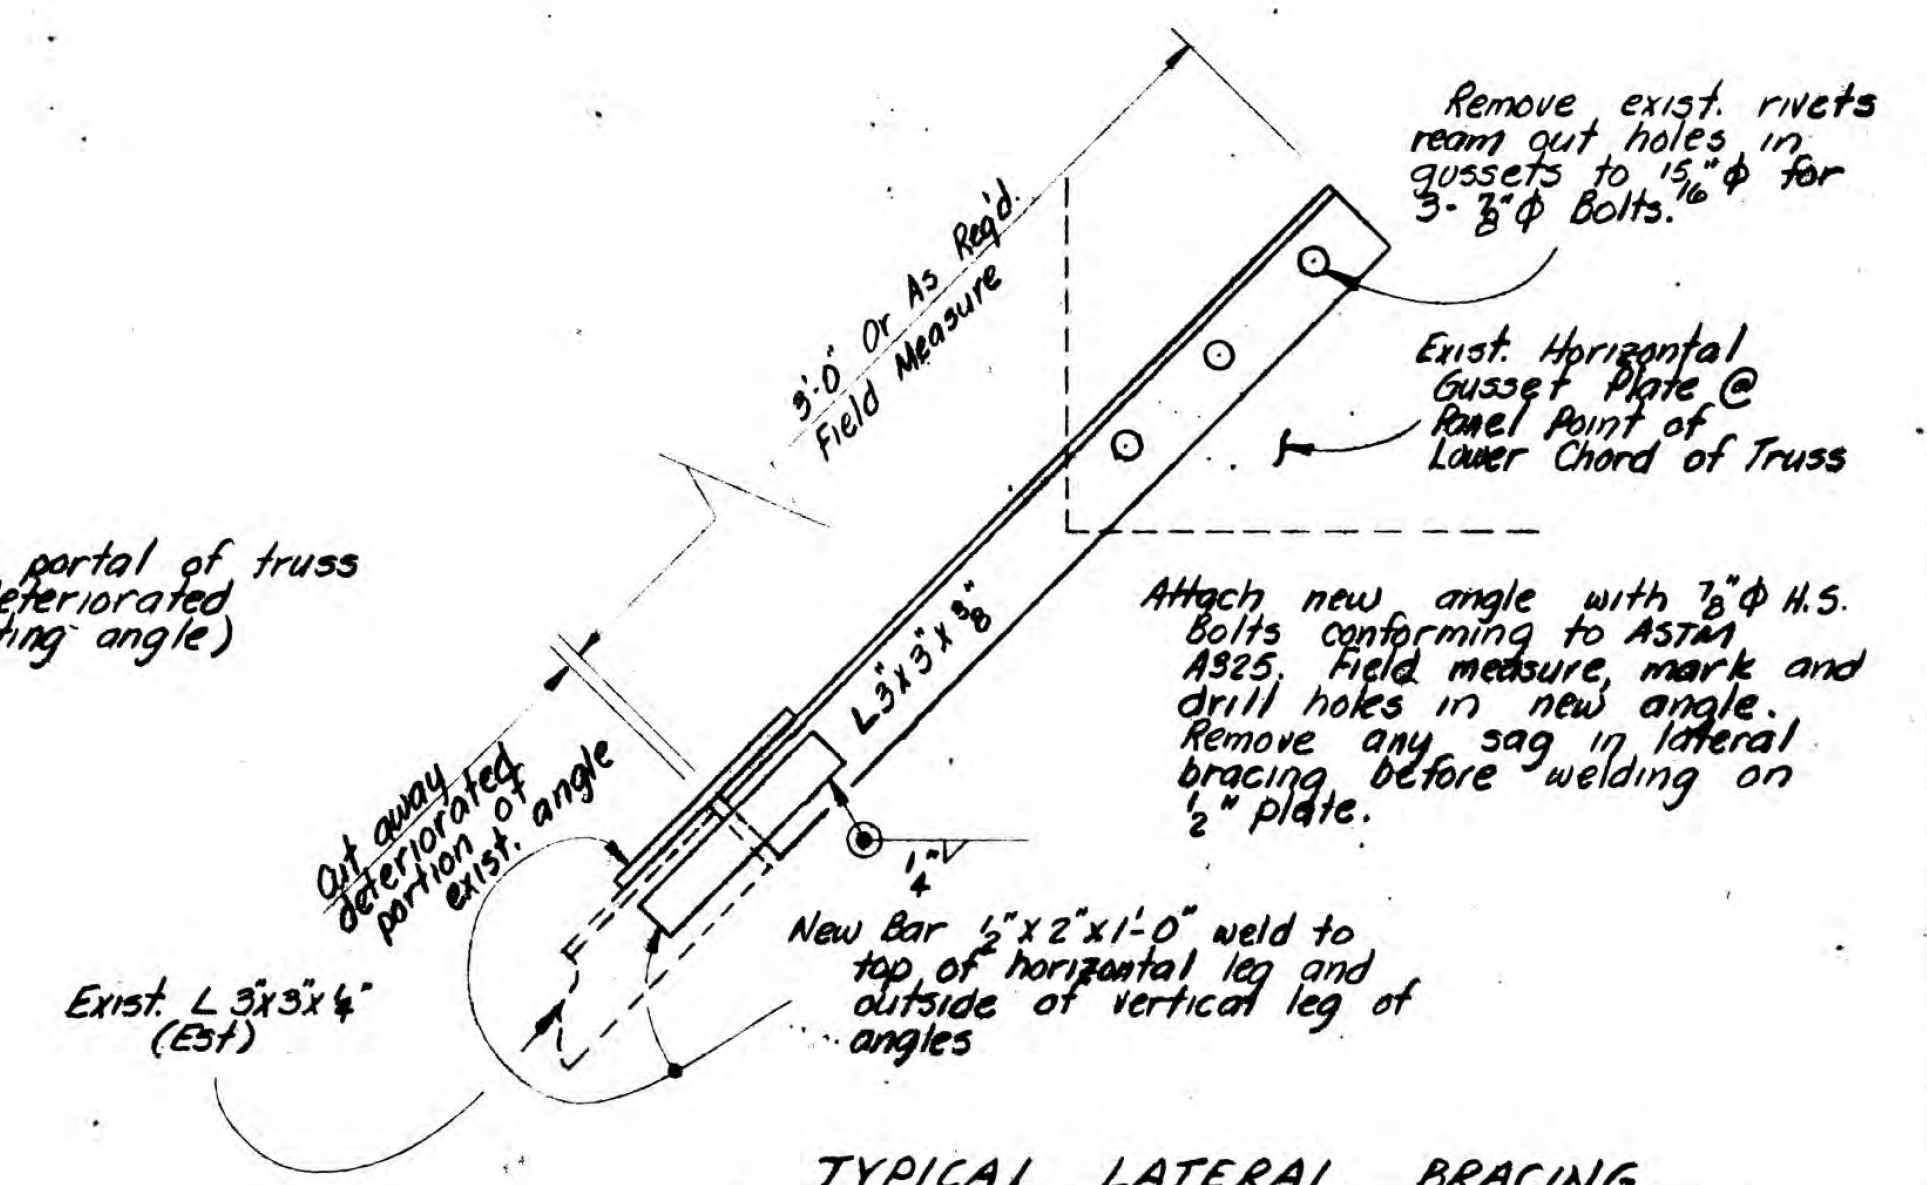 Remove exist. rivets
ream out holes in
gussets to 15/16"ϕ for
3- 7/8"ϕ Bolts.
3'-0" Or As Req'd.
Field Measure
Exist. Horizontal
Gusset Plate @
Panel Point of
Lower Chord of Truss
portal of truss
eteriorated
ting angle)
L3"x3"x3/8"
Attach new angle with 7/8"ϕ H.S.
Bolts conforming to ASTM
A325. Field measure, mark and
drill holes in new angle.
Remove any sag in lateral
bracing before welding on
1/2" plate.
Cut away
deteriorated
portion of
exist. angle
1/4"
New Bar 1/2"x2"x1'-0" weld to
top of horizontal leg and
outside of vertical leg of
angles
Exist. L 3"x3"x1/4"
(Est)
TYPICAL LATERAL BRACING